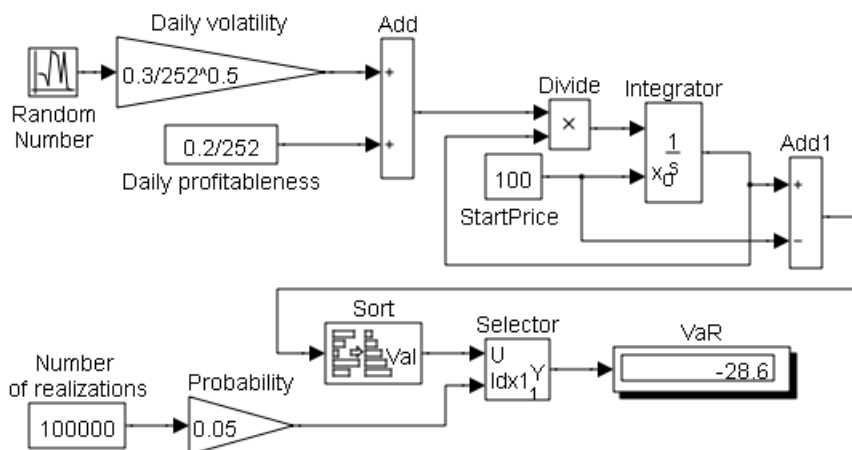 Daily volatility
Add
0.3/252^0.5
+
Random
Number
0.2/252
+
Daily profitableness
Divide
×
Integrator
1
s
x0
100
StartPrice
Add1
+
−
Sort
Val
Selector
U
Idx1
Y
1
VaR
-28.6
Number
of realizations
100000
Probability
0.05